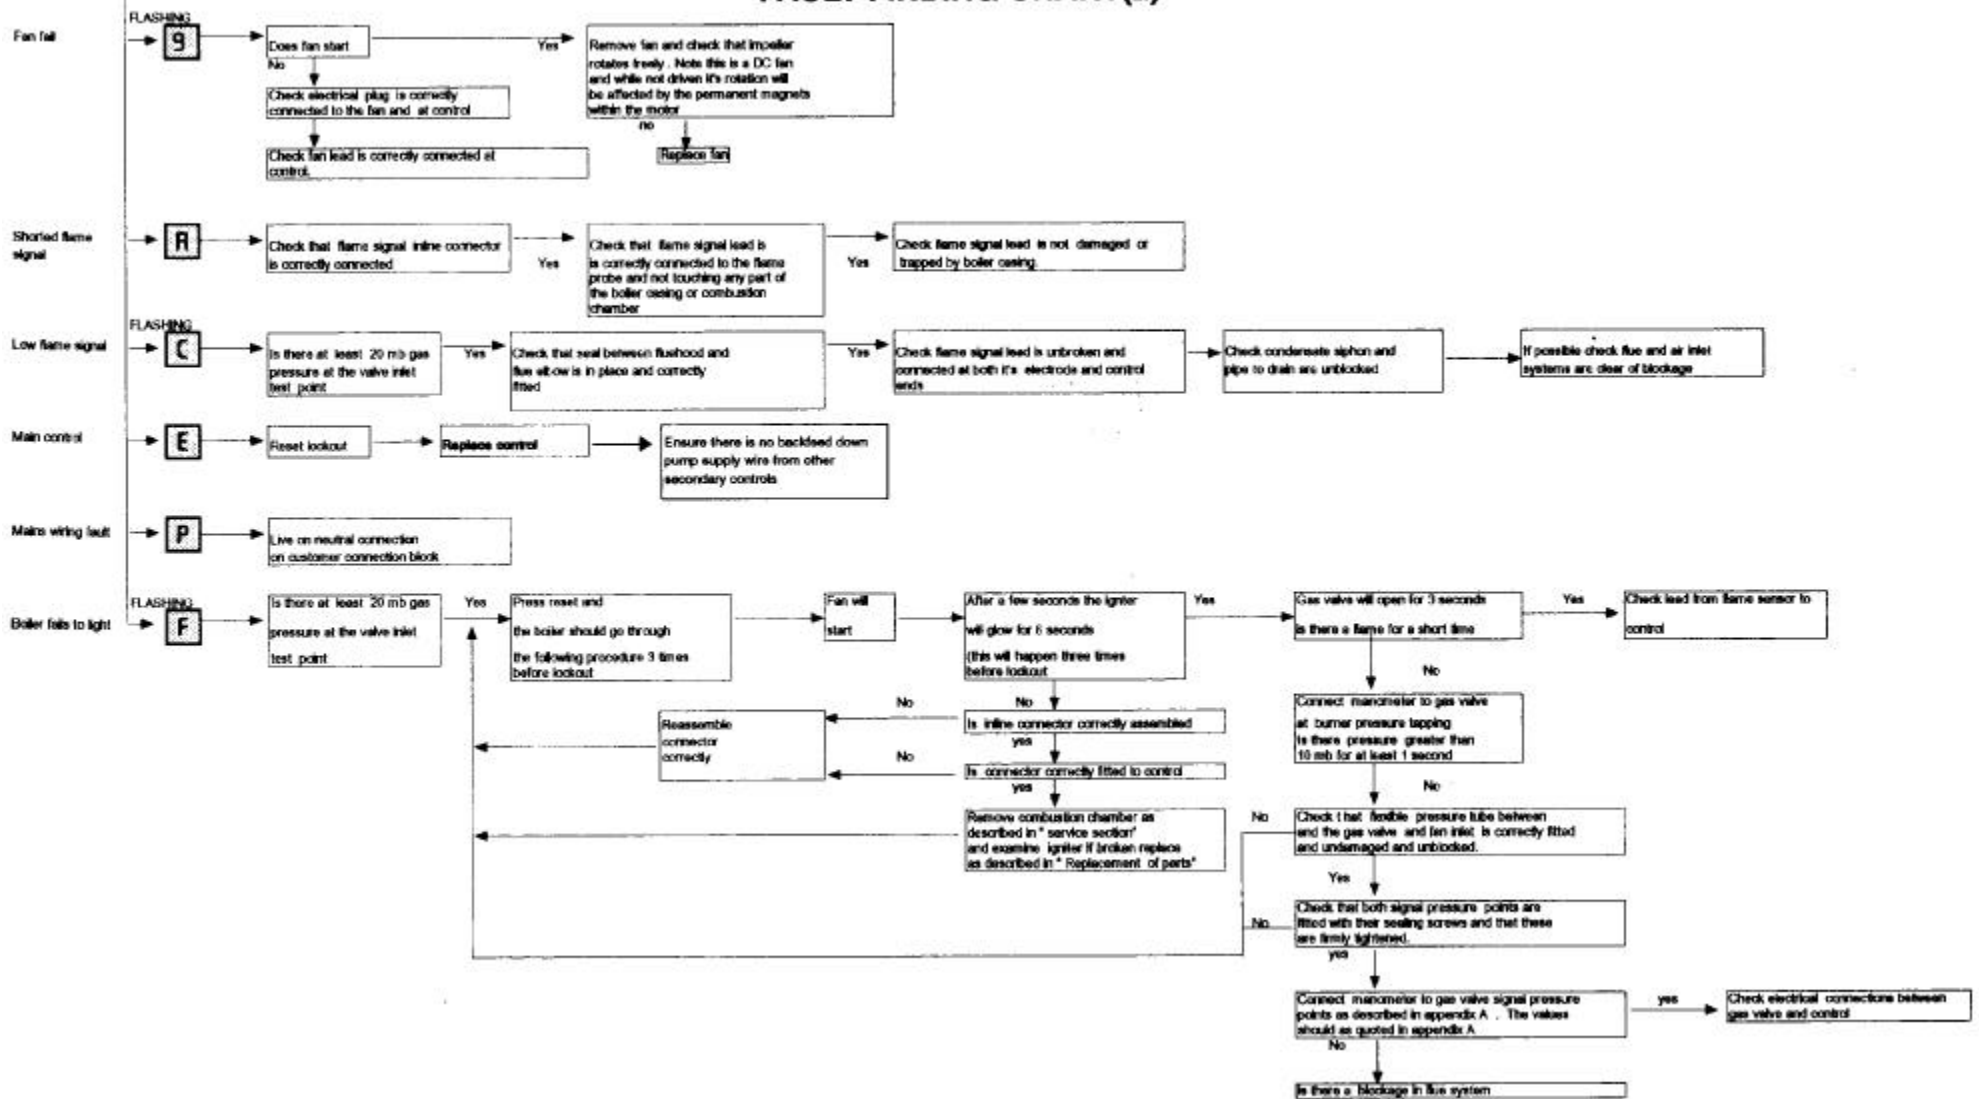 FLASHING
Fan fail
9
Does fan start
Yes
No
Check electrical plug is correctly
connected to the fan and at control
Check fan lead is correctly connected at
control.
Remove fan and check that impeller
rotates freely. Note this is a DC fan
and while not driven it's rotation will
be affected by the permanent magnets
within the motor
no
Replace fan
Shorted flame
signal
A
Check that flame signal inline connector
is correctly connected
Yes
Check that flame signal lead is
is correctly connected to the flame
probe and not touching any part of
the boiler casing or combustion
chamber
Yes
Check flame signal lead is not damaged or
trapped by boiler casing.
FLASHING
Low flame signal
C
Is there at least 20 mb gas
pressure at the valve inlet
test point
Yes
Check that seal between fluehood and
flue elbow is in place and correctly
fitted
Yes
Check flame signal lead is unbroken and
connected at both it's electrode and control
ends
Check condensate siphon and
pipe to drain are unblocked
If possible check flue and air inlet
systems are clear of blockage
Main control
E
Reset lockout
Replace control
Ensure there is no backfeed down
pump supply wire from other
secondary controls
Mains wiring fault
P
Live on neutral connection
on customer connection block
FLASHING
Boiler fails to light
F
Is there at least 20 mb gas
pressure at the valve inlet
test point
Yes
Press reset and
the boiler should go through
the following procedure 3 times
before lockout
Fan will
start
After a few seconds the igniter
will glow for 6 seconds
(this will happen three times
before lockout
Yes
Gas valve will open for 3 seconds
is there a flame for a short time
Yes
Check lead from flame sensor to
control
No
No
Is inline connector correctly assembled
yes
No
Is connector correctly fitted to control
yes
Reassemble
connector
correctly
Remove combustion chamber as
described in " service section"
and examine igniter if broken replace
as described in " Replacement of parts"
No
Connect manometer to gas valve
at burner pressure tapping
Is there pressure greater than
10 mb for at least 1 second
No
No
Check t hat flexible pressure tube between
and the gas valve and fan inlet is correctly fitted
and undamaged and unblocked.
Yes
No
Check that both signal pressure points are
fitted with their sealing screws and that these
are firmly tightened.
yes
Connect manometer to gas valve signal pressure
points as described in appendix A . The values
should as quoted in appendix A
yes
Check electrical connections between
gas valve and control
No
Is there a blockage in flue system